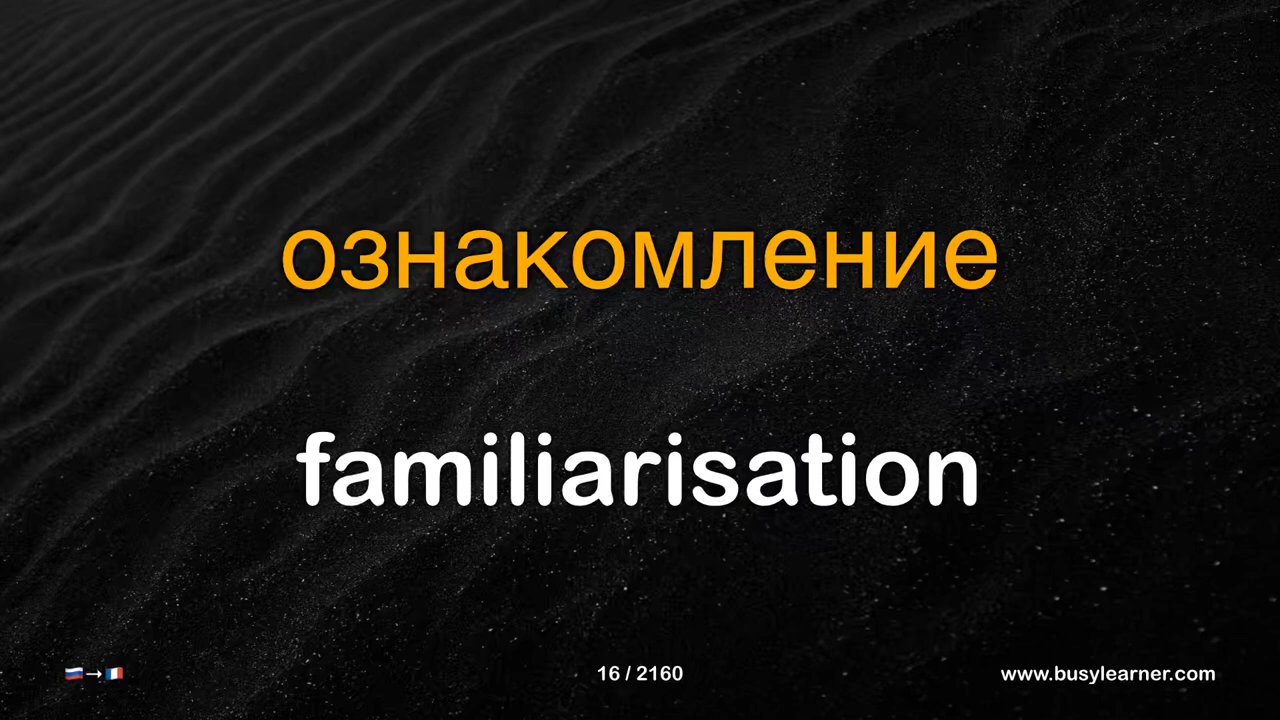 ознакомление
familiarisation
🇷🇺→🇫🇷
16 / 2160
www.busylearner.com